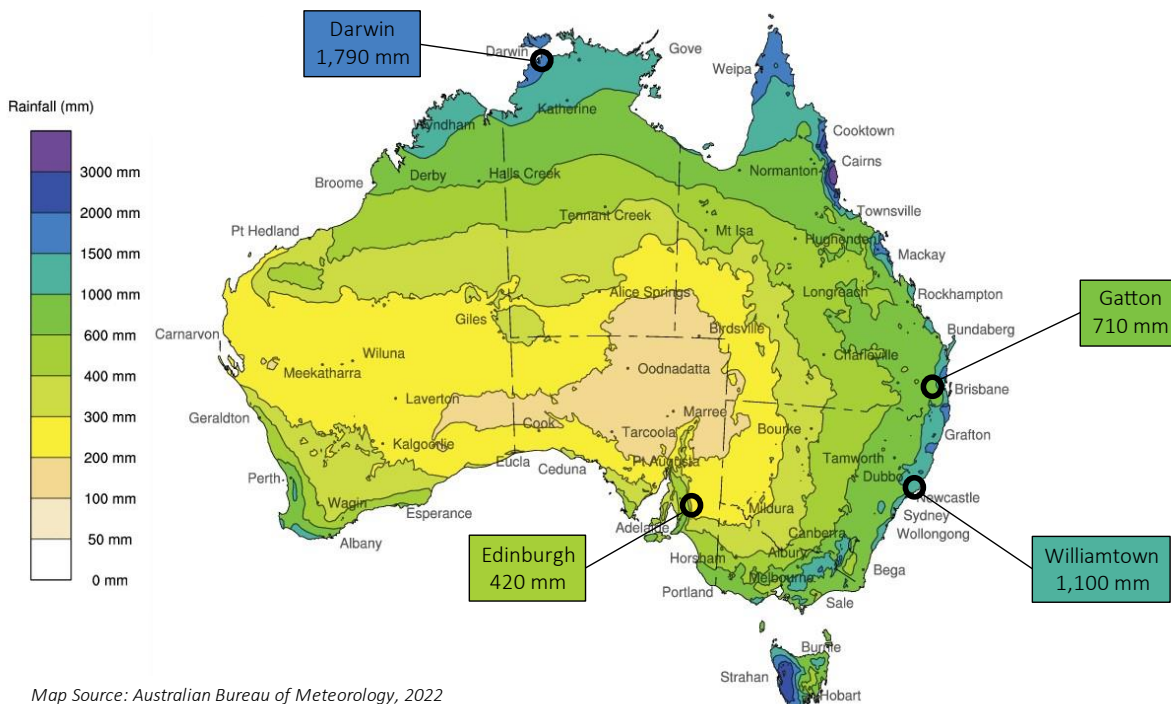 Darwin
1,790 mm
Darwin
Gove
Weipa
Rainfall (mm)
3000 mm
2000 mm
1500 mm
1000 mm
600 mm
400 mm
300 mm
200 mm
100 mm
50 mm
0 mm
Katherine
Wyndham
Cooktown
Cairns
Normanton
Broome
Derby
Halls Creek
Townsville
Tennant Creek
Mt Isa
Hughenden
Mackay
Pt Hedland
Gatton
710 mm
Alice Springs
Longreach
Rockhampton
Giles
Birdsville
Bundaberg
Carnarvon
Wiluna
Charleville
Meekatharra
Oodnadatta
Brisbane
Laverton
Marree
Geraldton
Cook
Tarcoola
Bourke
Grafton
Kalgoorlie
Eucla
Ceduna
Pt Augusta
Tamworth
Perth
Dubbo
Newcastle
Wagin
Esperance
Mildura
Sydney
Adelaide
Wollongong
Albany
Canberra
Edinburgh
420 mm
Horsham
Albury
Williamtown
1,100 mm
Bega
Melbourne
Portland
Sale
Burnie
Strahan
Hobart
Map Source: Australian Bureau of Meteorology, 2022